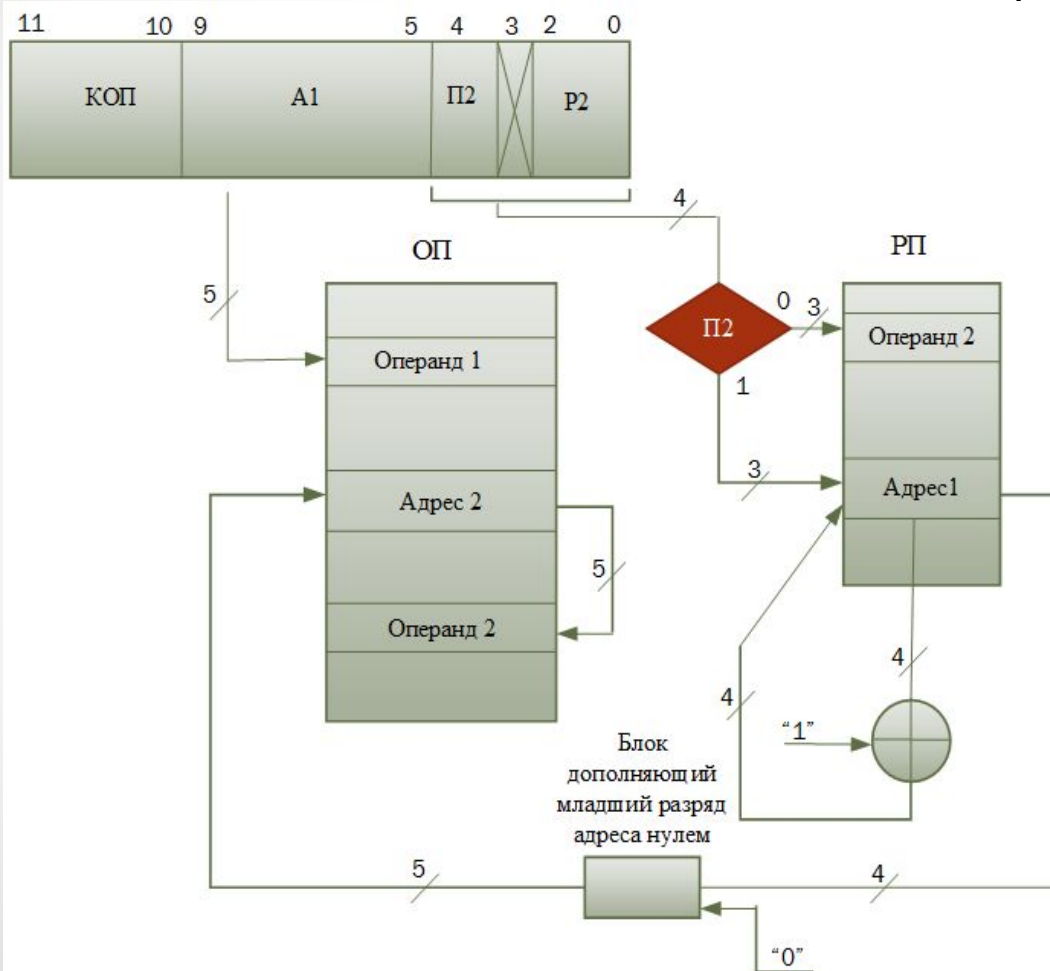 11 10 9 5 4 3 2 0
КОП А1 П2 Р2
4
ОП РП
5
П2
0 3
Операнд 1
Операнд 2
1
3
Адрес 2
Адрес1
5
Операнд 2
4
4
“1”
Блок
дополняющий
младший разряд
адреса нулем
5
4
“0”